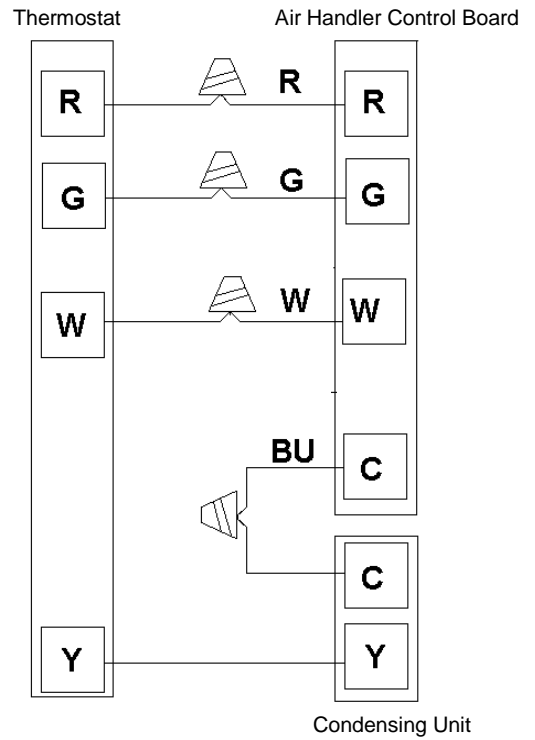 Thermostat Air Handler Control Board
R R R
G G G
W W W
BU C
C
Y Y
Condensing Unit